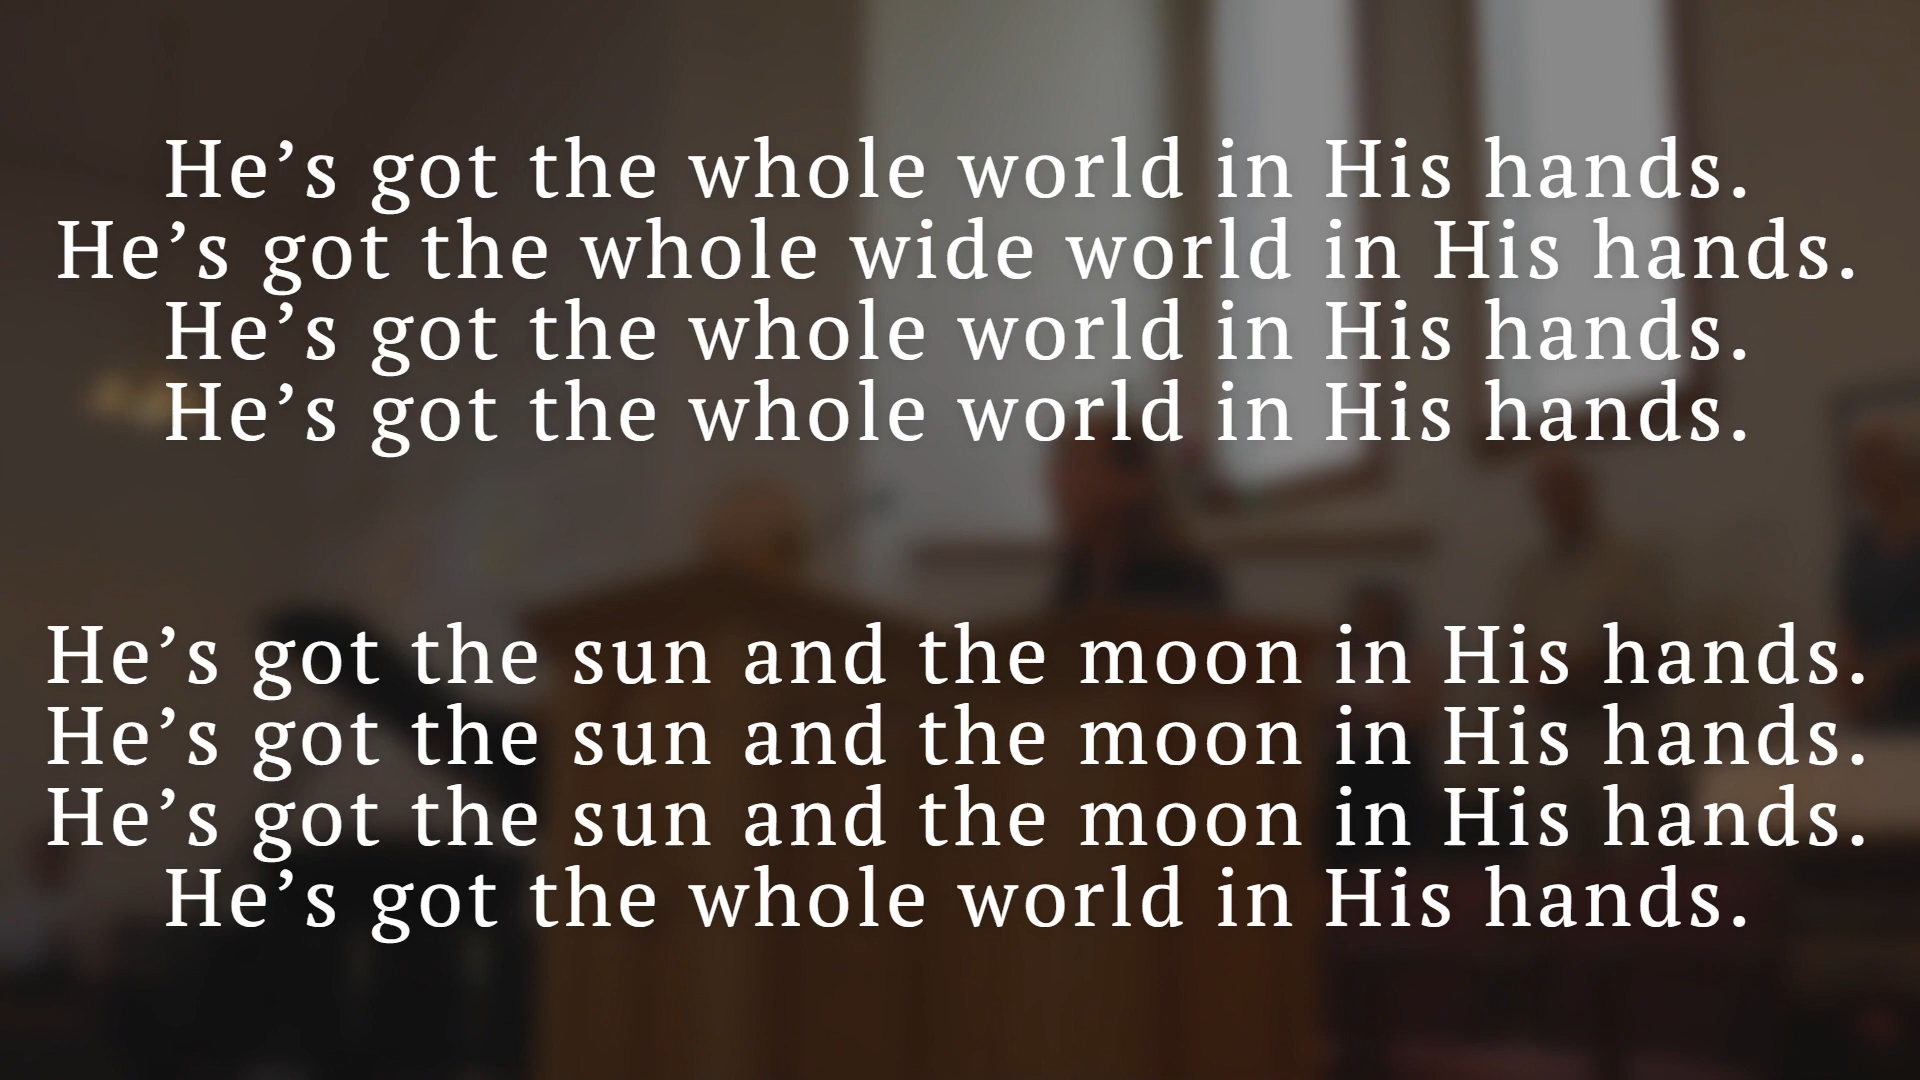 He’s got the whole world in His hands.
He’s got the whole wide world in His hands.
He’s got the whole world in His hands.
He’s got the whole world in His hands.
He’s got the sun and the moon in His hands.
He’s got the sun and the moon in His hands.
He’s got the sun and the moon in His hands.
He’s got the whole world in His hands.